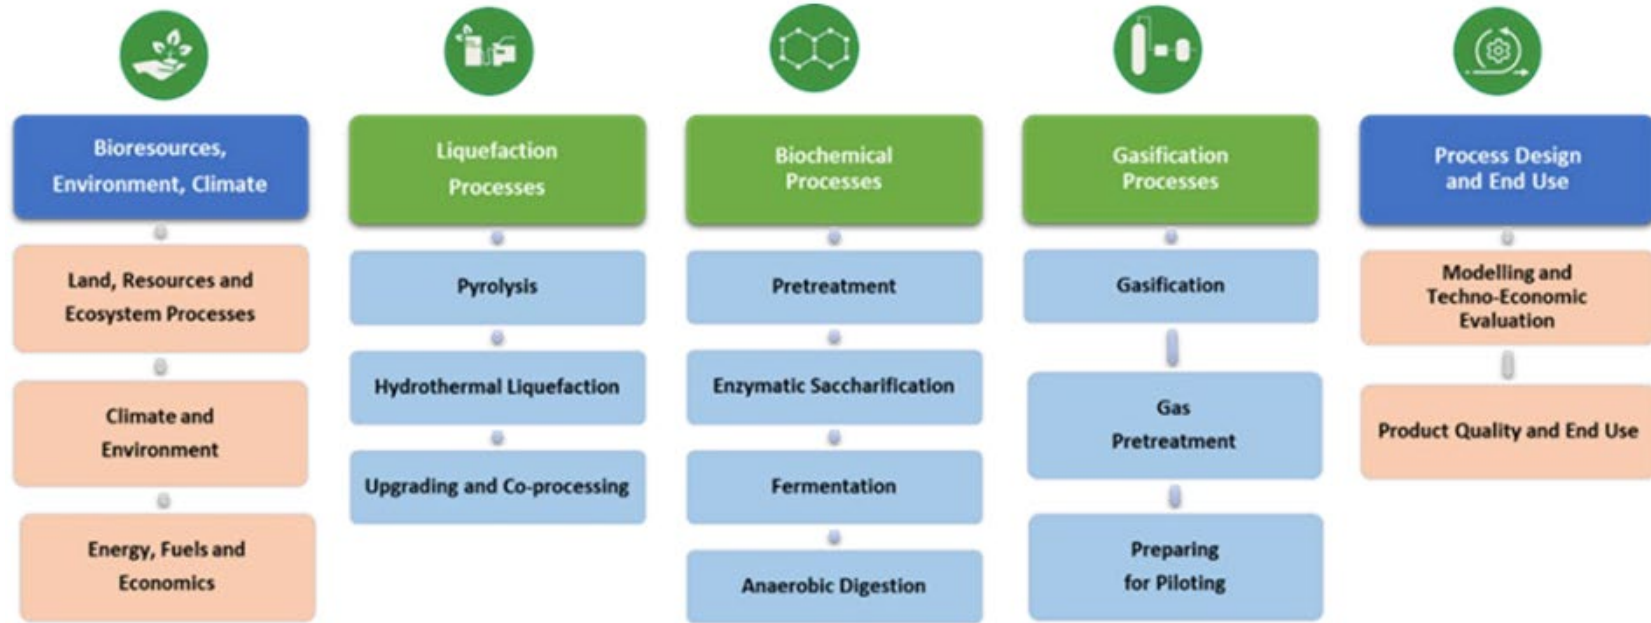 Bioresources,
Environment, Climate
Land, Resources and
Ecosystem Processes
Climate and
Environment
Energy, Fuels and
Economics
Liquefaction
Processes
Pyrolysis
Hydrothermal Liquefaction
Upgrading and Co-processing
Biochemical
Processes
Pretreatment
Enzymatic Saccharification
Fermentation
Anaerobic Digestion
Gasification
Processes
Gasification
Gas
Pretreatment
Preparing
for Piloting
Process Design
and End Use
Modelling and
Techno-Economic
Evaluation
Product Quality and End Use